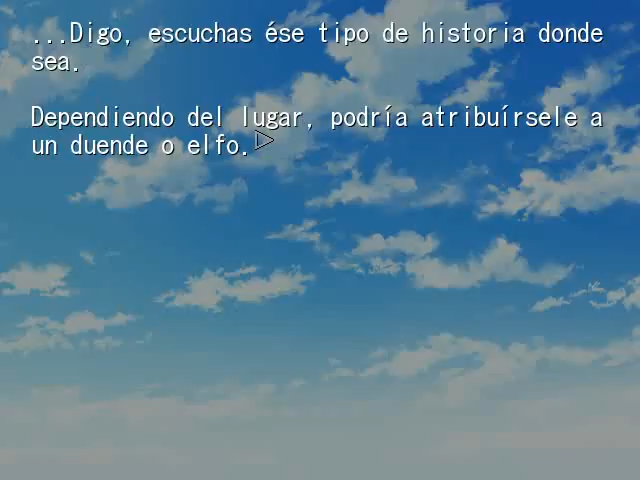 ...Digo, escuchas ése tipo de historia donde
sea.
Dependiendo del lugar, podría atribuírsele a
un duende o elfo.